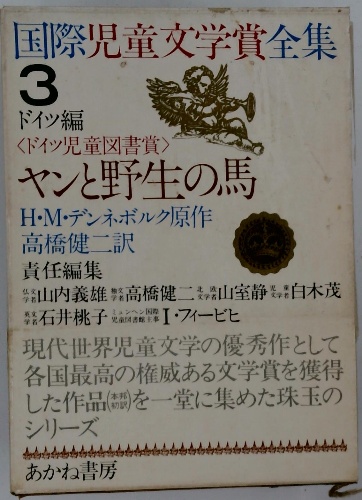 国際児童文学賞全集
3
ドイツ編
〈ドイツ児童図書賞〉
ヤンと野生の馬
H・M・デンネボルク原作
高橋健二訳
責任編集
仏文学者山内義雄 独文学者高橋健二 北欧文学者山室静 児童文学者白木茂
英文学者石井桃子 ミュンヘン国際児童図書館主事I・フィービヒ
現代世界児童文学の優秀作として
各国最高の権威ある文学賞を獲得
した作品(本邦初訳)を一堂に集めた珠玉の
シリーズ
あかね書房